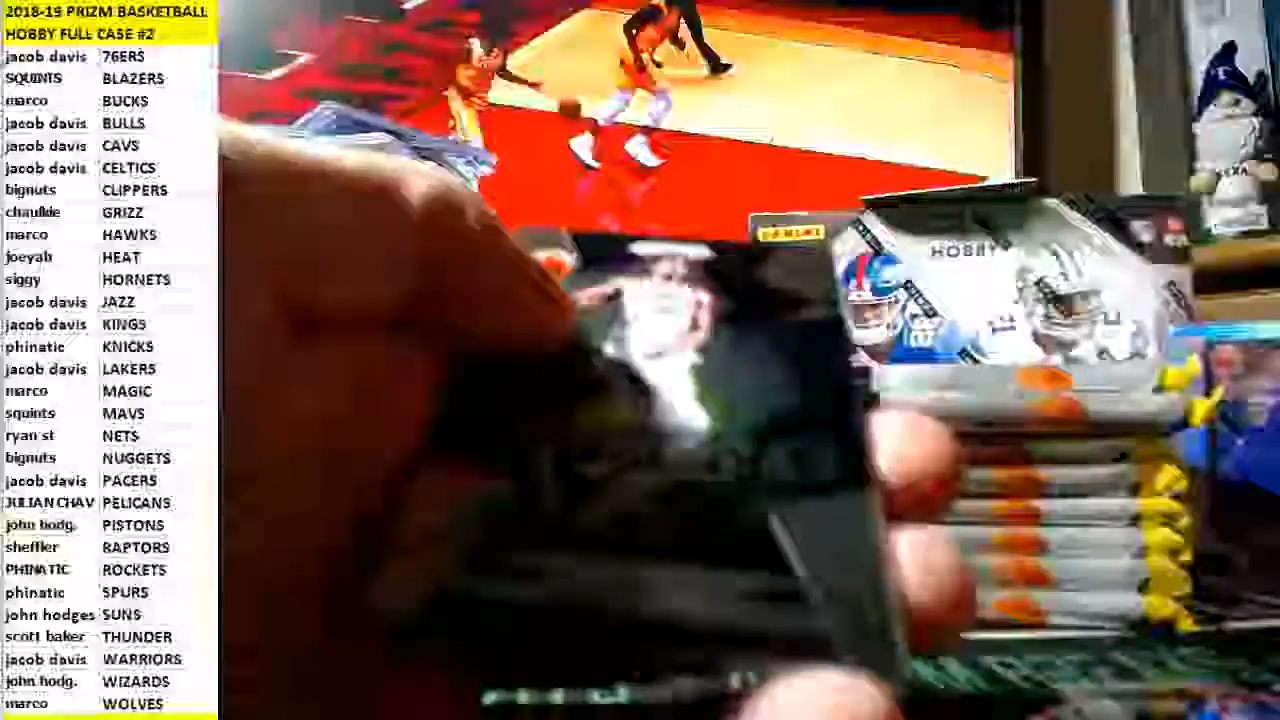 2018-19 PRIZM BASKETBALL
HOBBY FULL CASE #2
jacob davis 76ERS
SQUINTS BLAZERS
marco BUCKS
jacob davis BULLS
jacob davis CAVS
jacob davis CELTICS
bignuts CLIPPERS
chaulkie GRIZZ
marco HAWKS
joeyah HEAT
siggy HORNETS
jacob davis JAZZ
jacob davis KINGS
phinatic KNICKS
jacob davis LAKERS
marco MAGIC
squints MAVS
ryan st NETS
bignuts NUGGETS
jacob davis PACERS
JULIAN CHAV PELICANS
john hodg. PISTONS
sheffler RAPTORS
PHINATIC ROCKETS
phinatic SPURS
john hodges SUNS
scott baker THUNDER
jacob davis WARRIORS
john hodg. WIZARDS
marco WOLVES
PANINI
HOBBY